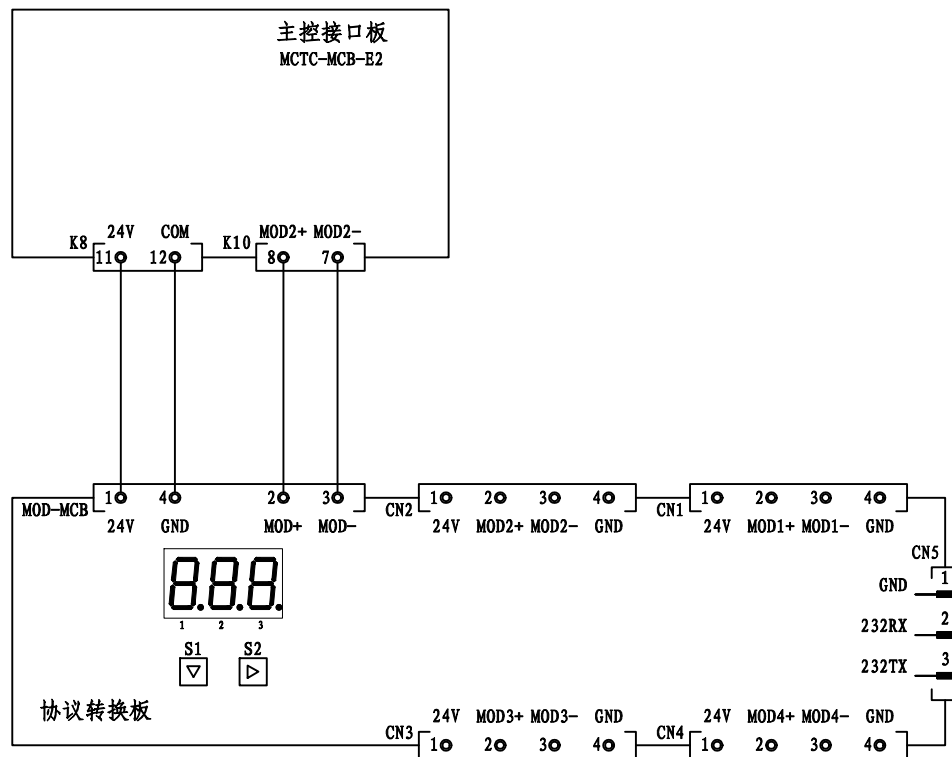 主控接口板
MCTC-MCB-E2
24V COM MOD2+ MOD2-
K8 K10
11 12 8 7
1 4 2 3 1 2 3 4 1 2 3 4
MOD-MCB CN2 CN1
24V GND MOD+ MOD- 24V MOD2+ MOD2- GND 24V MOD1+ MOD1- GND
CN5
8.8.8.
1
GND
1 2 3
2
232RX
S1 S2
3
232TX
协议转换板
24V MOD3+ MOD3- GND 24V MOD4+ MOD4- GND
CN3 CN4
1 2 3 4 1 2 3 4